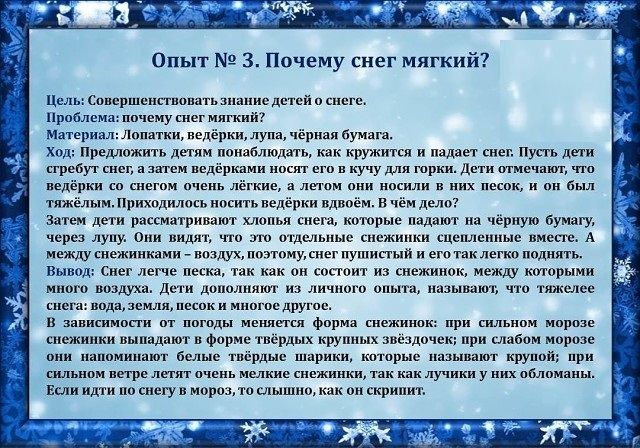 Опыт № 3. Почему снег мягкий?
Цель: Совершенствовать знание детей о снеге.
Проблема: почему снег мягкий?
Материал: Лопатки, ведёрки, лупа, чёрная бумага.
Ход: Предложить детям понаблюдать, как кружится и падает снег. Пусть дети
сгребут снег, а затем ведёрками носят его в кучу для горки. Дети отмечают, что
ведёрки со снегом очень лёгкие, а летом они носили в них песок, и он был
тяжёлым. Приходилось носить ведёрки вдвоём. В чём дело?
Затем дети рассматривают хлопья снега, которые падают на чёрную бумагу,
через лупу. Они видят, что это отдельные снежинки сцепленные вместе. А
между снежинками – воздух, поэтому, снег пушистый и его так легко поднять.
Вывод: Снег легче песка, так как он состоит из снежинок, между которыми
много воздуха. Дети дополняют из личного опыта, называют, что тяжелее
снега: вода, земля, песок и многое другое.
В зависимости от погоды меняется форма снежинок: при сильном морозе
снежинки выпадают в форме твёрдых крупных звёздочек; при слабом морозе
они напоминают белые твёрдые шарики, которые называют крупой; при
сильном ветре летят очень мелкие снежинки, так как лучики у них обломаны.
Если идти по снегу в мороз, то слышно, как он скрипит.